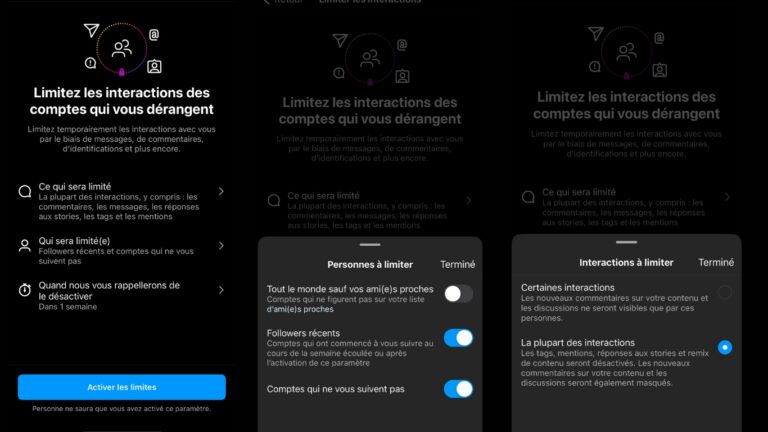 Limitez les interactions des
comptes qui vous dérangent
Limitez temporairement les interactions avec vous
par le biais de messages, de commentaires,
d'identifications et plus encore.
Ce qui sera limité
La plupart des interactions, y compris : les
commentaires, les messages, les réponses
aux stories, les tags et les mentions
Qui sera limité(e)
Followers récents et comptes qui ne vous
suivent pas
Quand nous vous rappellerons de
le désactiver
Dans 1 semaine
Activer les limites
Personne ne saura que vous avez activé ce paramètre.
Retour
Limiter les interactions
Limitez les interactions des
comptes qui vous dérangent
Limitez temporairement les interactions avec vous
par le biais de messages, de commentaires,
d'identifications et plus encore.
Ce qui sera limité
La plupart des interactions, y compris : les
commentaires, les messages, les réponses
aux stories, les tags et les mentions
Personnes à limiter
Terminé
Tout le monde sauf vos ami(e)s proches
Comptes qui ne figurent pas sur votre liste
d'ami(e)s proches
Followers récents
Comptes qui ont commencé à vous suivre au
cours de la semaine écoulée ou après
l'activation de ce paramètre
Comptes qui ne vous suivent pas
Limitez les interactions des
comptes qui vous dérangent
Limitez temporairement les interactions avec vous
par le biais de messages, de commentaires,
d'identifications et plus encore.
Ce qui sera limité
La plupart des interactions, y compris : les
commentaires, les messages, les réponses
aux stories, les tags et les mentions
Interactions à limiter
Terminé
Certaines interactions
Les nouveaux commentaires sur votre contenu et
les discussions ne seront visibles que par ces
personnes.
La plupart des interactions
Les tags, mentions, réponses aux stories et remix
de contenu seront désactivés. Les nouveaux
commentaires sur votre contenu et les
discussions seront également masqués.